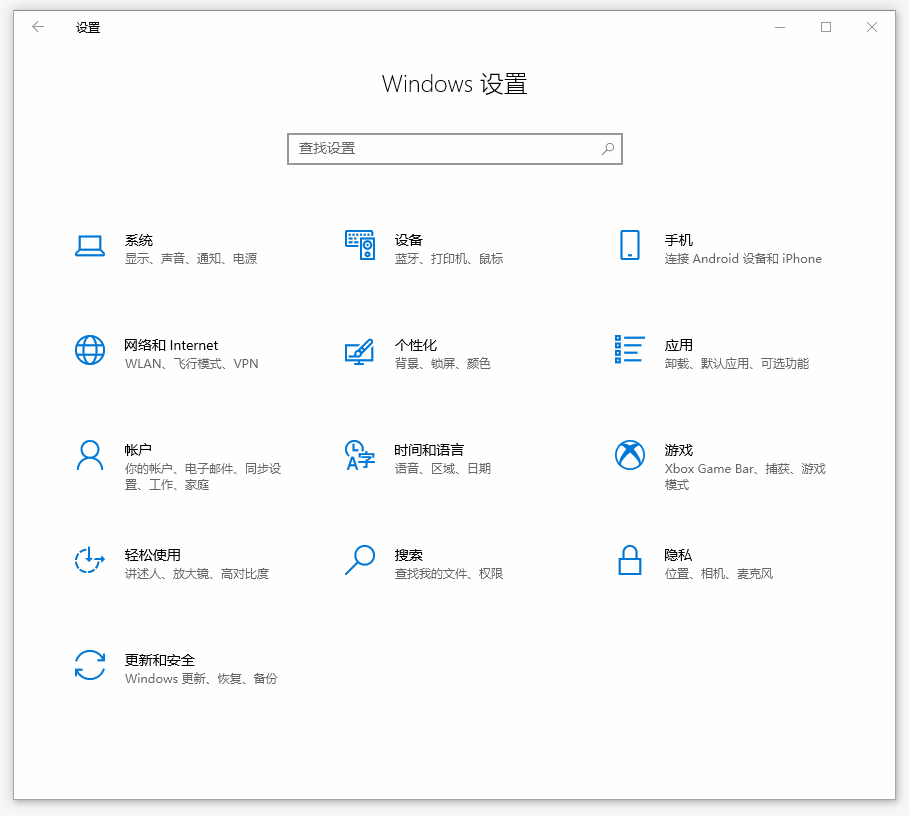 设置
Windows 设置
查找设置
系统
显示、声音、通知、电源
设备
蓝牙、打印机、鼠标
手机
连接 Android 设备和 iPhone
网络和 Internet
WLAN、飞行模式、VPN
个性化
背景、锁屏、颜色
应用
卸载、默认应用、可选功能
帐户
你的帐户、电子邮件、同步设
置、工作、家庭
时间和语言
语音、区域、日期
游戏
Xbox Game Bar、捕获、游戏
模式
轻松使用
讲述人、放大镜、高对比度
搜索
查找我的文件、权限
隐私
位置、相机、麦克风
更新和安全
Windows 更新、恢复、备份